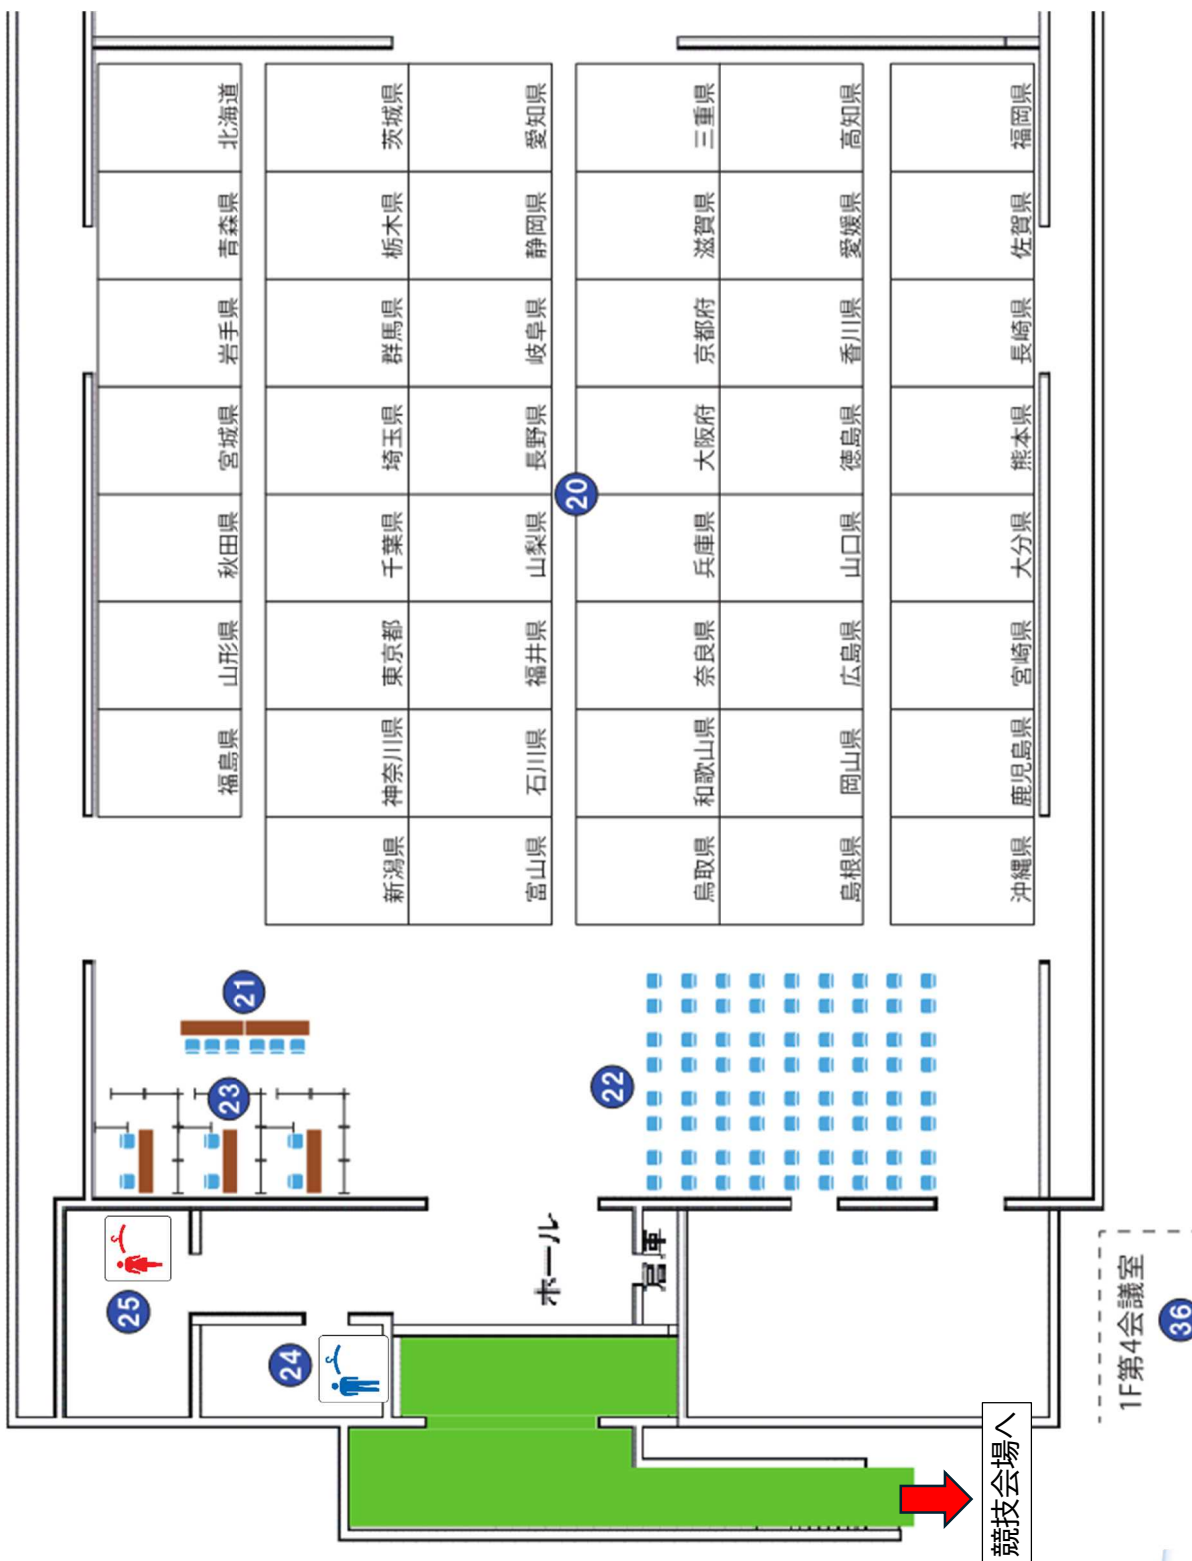 北海道
青森県
岩手県
宮城県
秋田県
山形県
福島県
茨城県
栃木県
群馬県
埼玉県
千葉県
東京都
神奈川県
新潟県
愛知県
静岡県
岐阜県
長野県
山梨県
福井県
石川県
富山県
20
三重県
滋賀県
京都府
大阪府
兵庫県
奈良県
和歌山県
鳥取県
高知県
愛媛県
香川県
徳島県
山口県
広島県
岡山県
島根県
福岡県
佐賀県
長崎県
熊本県
大分県
宮崎県
鹿児島県
沖縄県
21
23
22
25
24
ホール
倉庫
1F第4会議室
36
競技会場へ